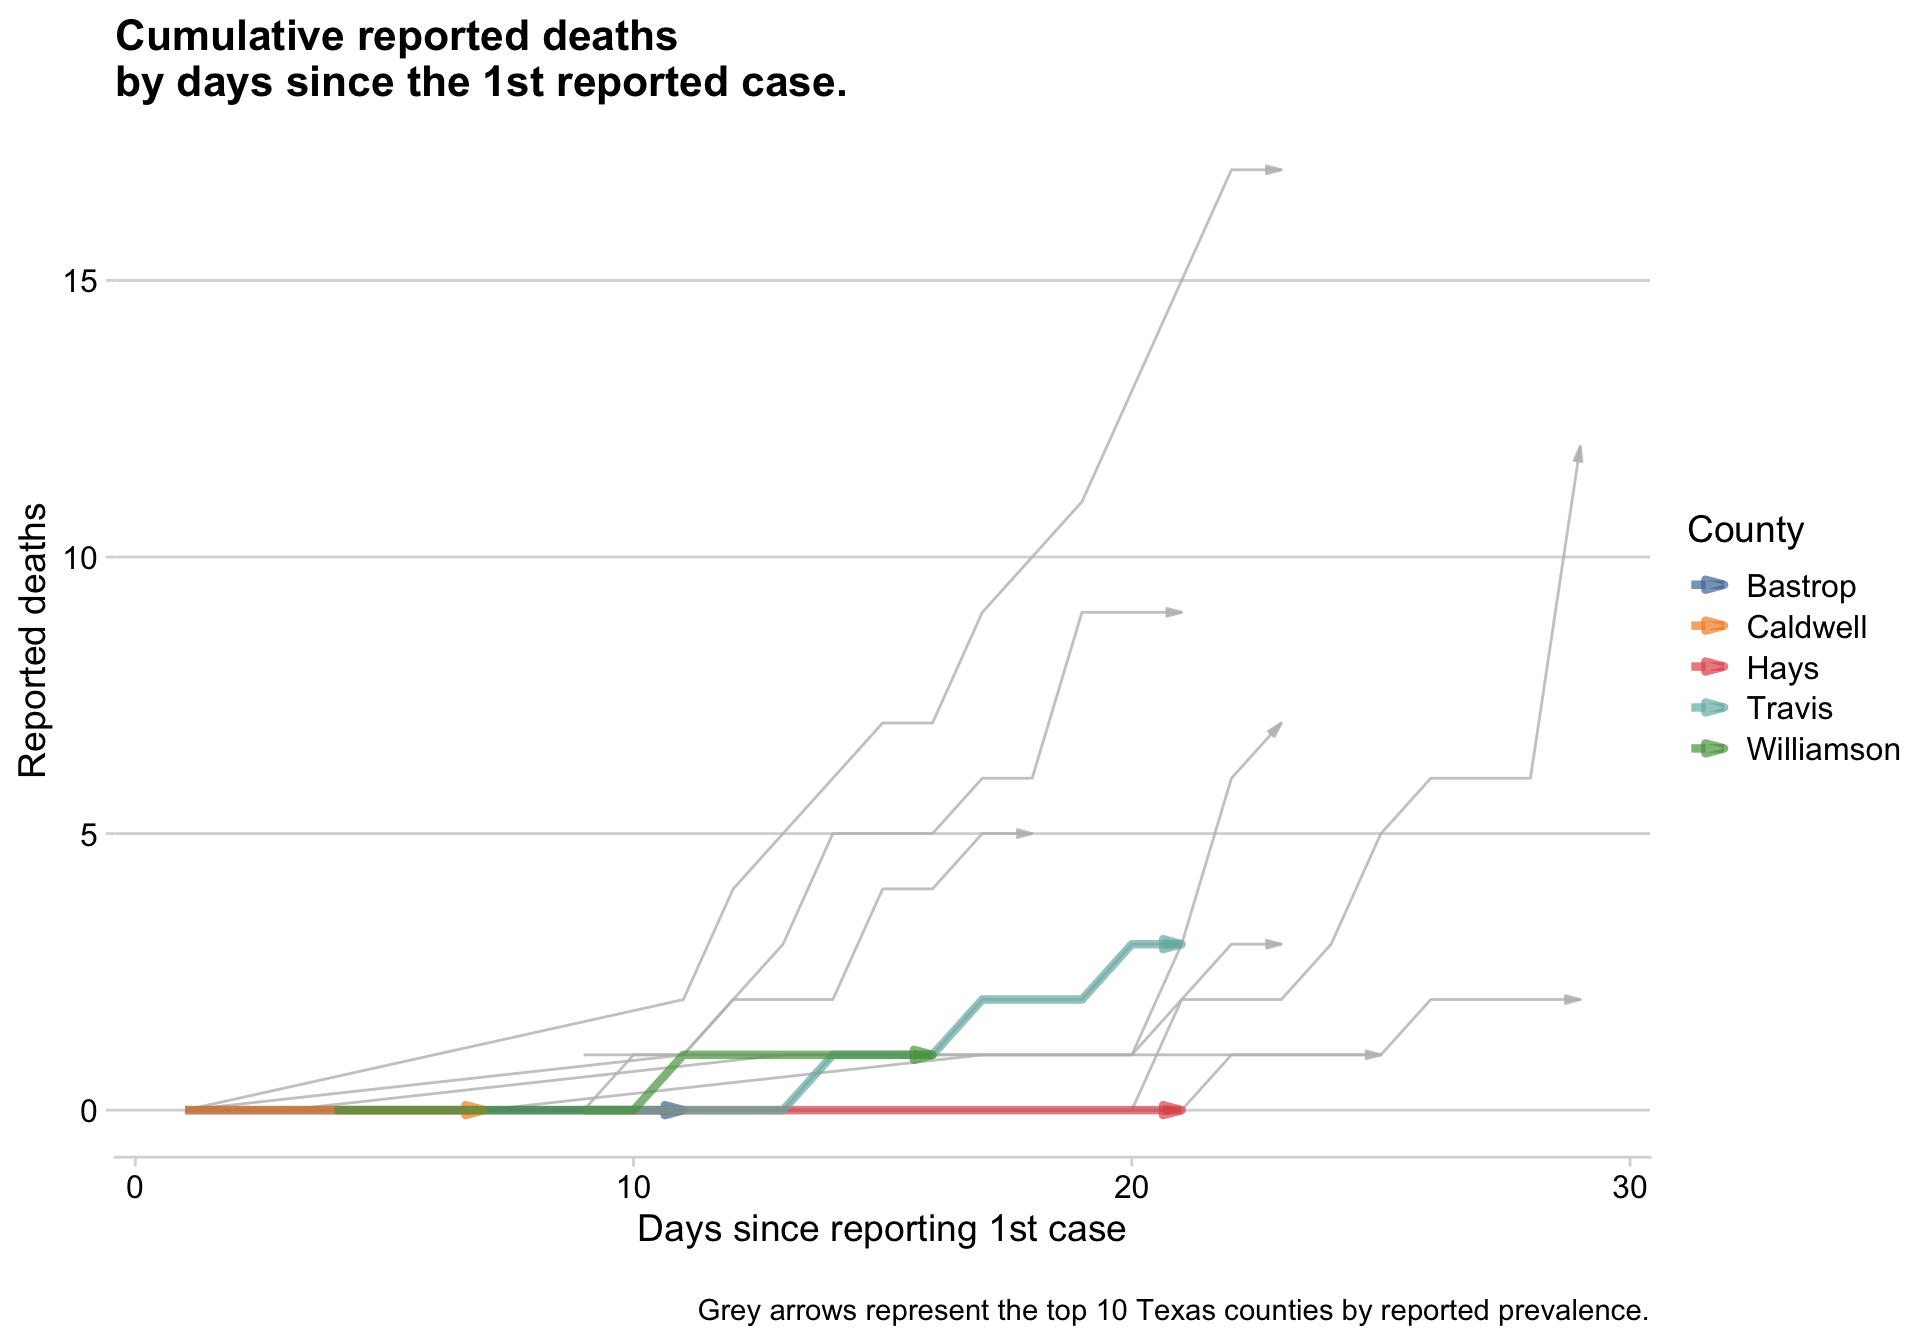 Cumulative reported deaths
by days since the 1st reported case.
15
10
5
0
Reported deaths
0 10 20 30
Days since reporting 1st case
County
Bastrop
Caldwell
Hays
Travis
Williamson
Grey arrows represent the top 10 Texas counties by reported prevalence.